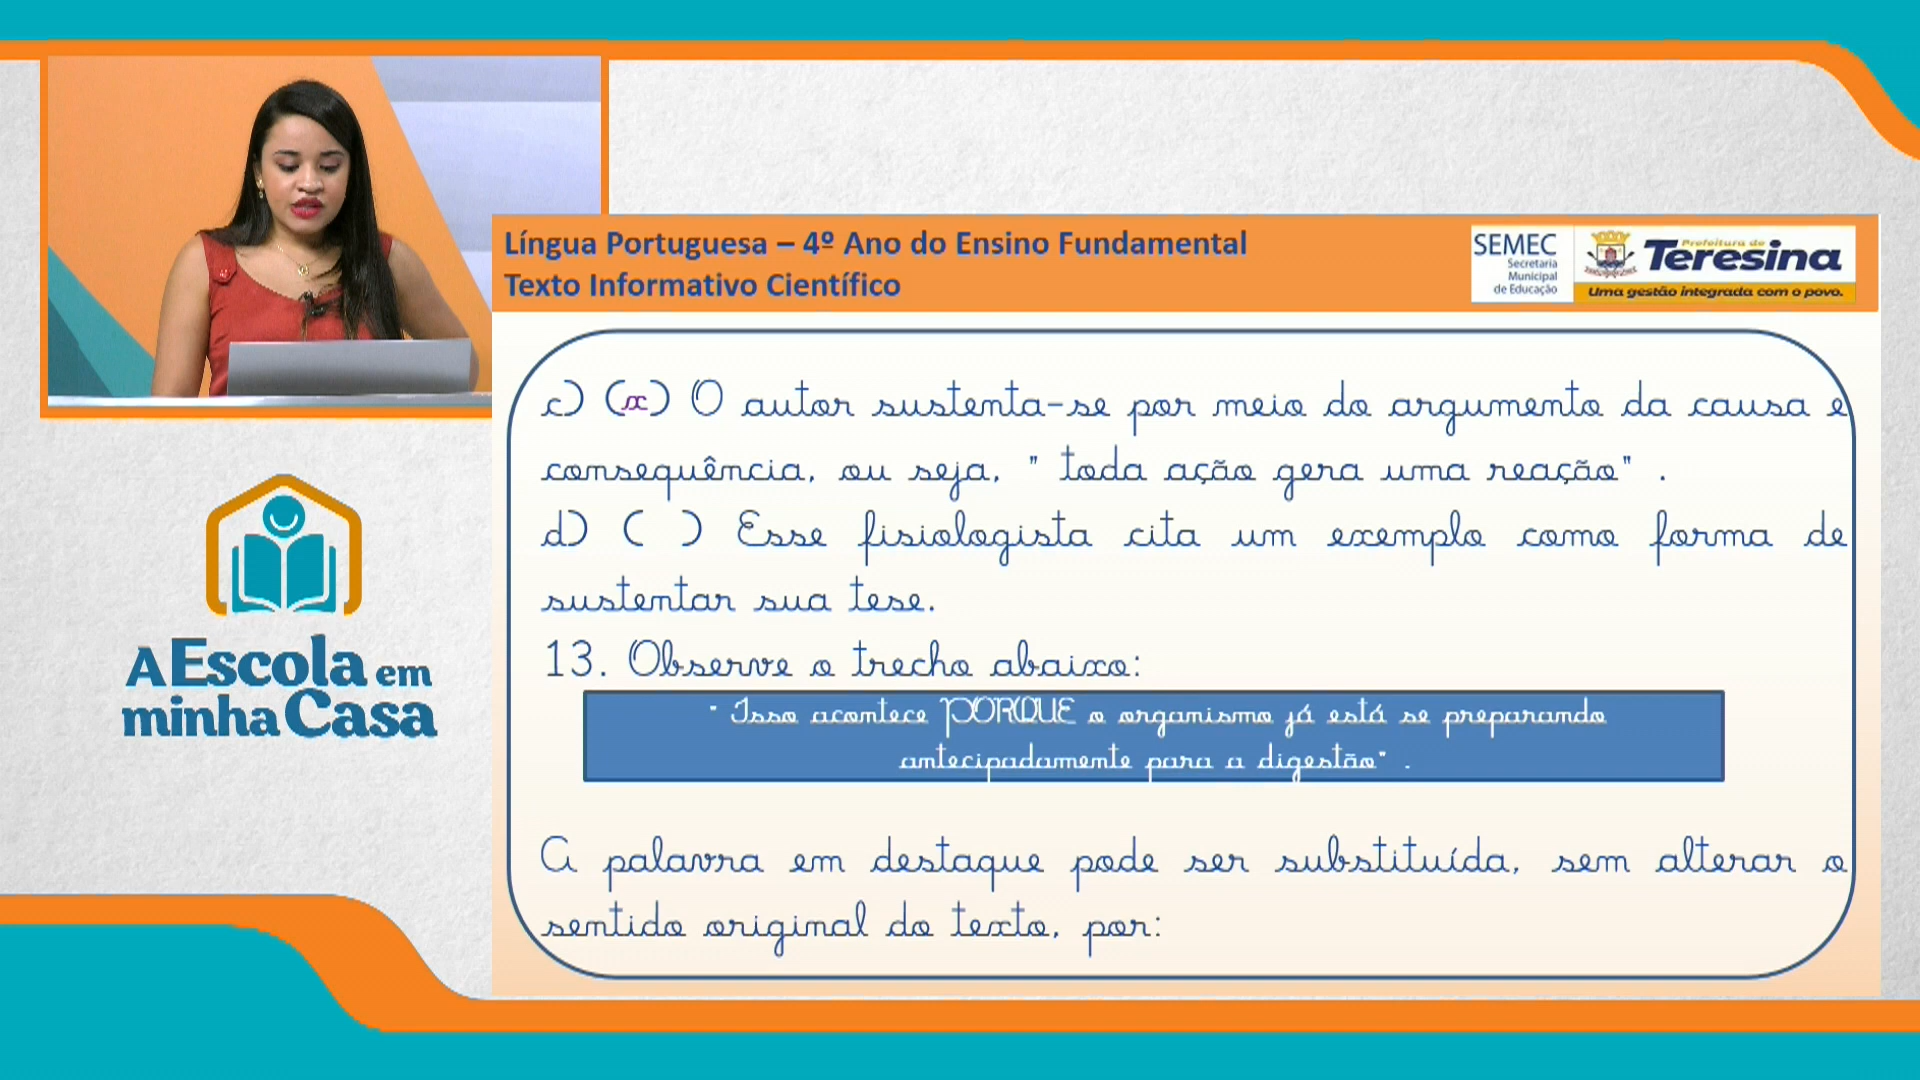 Língua Portuguesa – 4º Ano do Ensino Fundamental
Texto Informativo Científico
SEMEC
Secretaria
Municipal
de Educação
Prefeitura de
Teresina
Uma gestão integrada com o povo.
c) (x) O autor sustenta-se por meio do argumento da causa e
consequência, ou seja, " toda ação gera uma reação" .
d) ( ) Esse fisiologista cita um exemplo como forma de
sustentar sua tese.
13. Observe o trecho abaixo:
" Isso acontece PORQUE o organismo já está se preparando
antecipadamente para a digestão" .
A palavra em destaque pode ser substituída, sem alterar o
sentido original do texto, por:
A Escola em
minha Casa